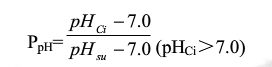 P_pH = (pH_Ci − 7.0) / (pH_su − 7.0) (pH_Ci＞7.0)